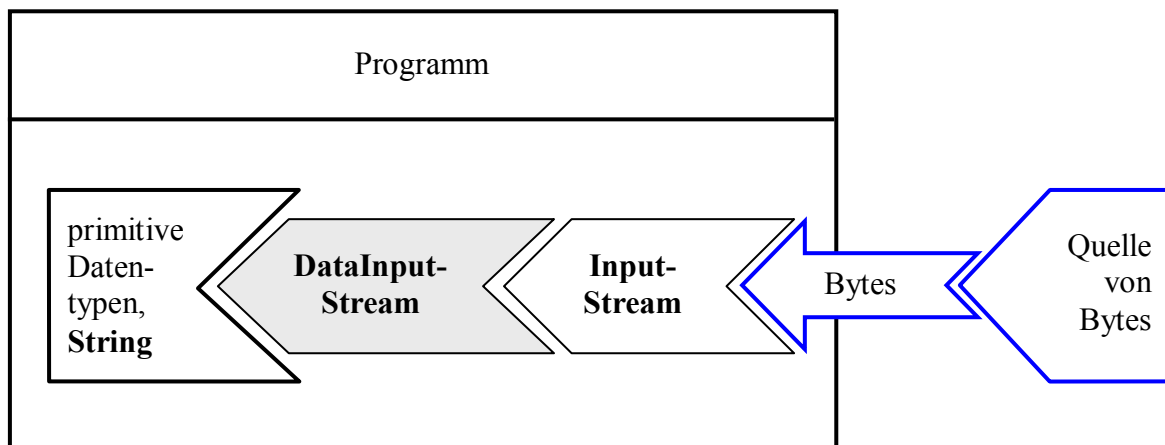 Programm
primitive
Daten-
typen,
String
DataInput-
Stream
Input-
Stream
Bytes
Quelle
von
Bytes